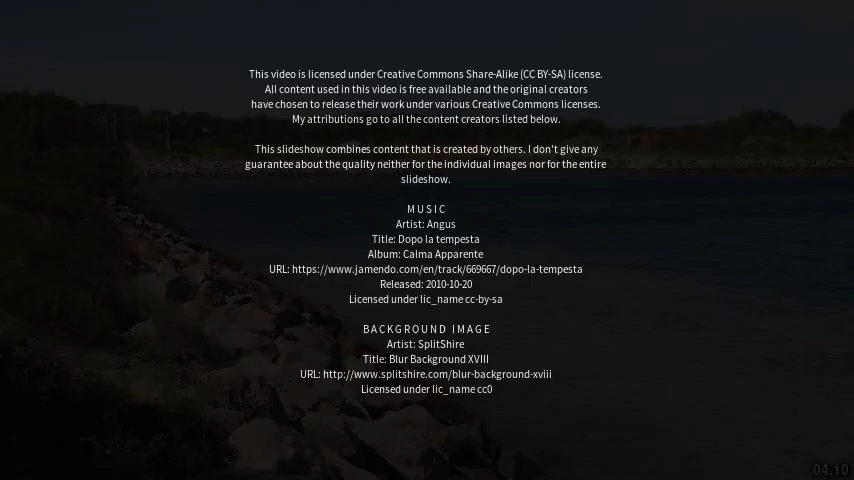 This video is licensed under Creative Commons Share-Alike (CC BY-SA) license.
All content used in this video is free available and the original creators
have chosen to release their work under various Creative Commons licenses.
My attributions go to all the content creators listed below.
This slideshow combines content that is created by others. I don't give any
guarantee about the quality neither for the individual images nor for the entire
slideshow.
MUSIC
Artist: Angus
Title: Dopo la tempesta
Album: Calma Apparente
URL: https://www.jamendo.com/en/track/669667/dopo-la-tempesta
Released: 2010-10-20
Licensed under lic_name cc-by-sa
BACKGROUND IMAGE
Artist: SplitShire
Title: Blur Background XVIII
URL: http://www.splitshire.com/blur-background-xviii
Licensed under lic_name cc0
04.10